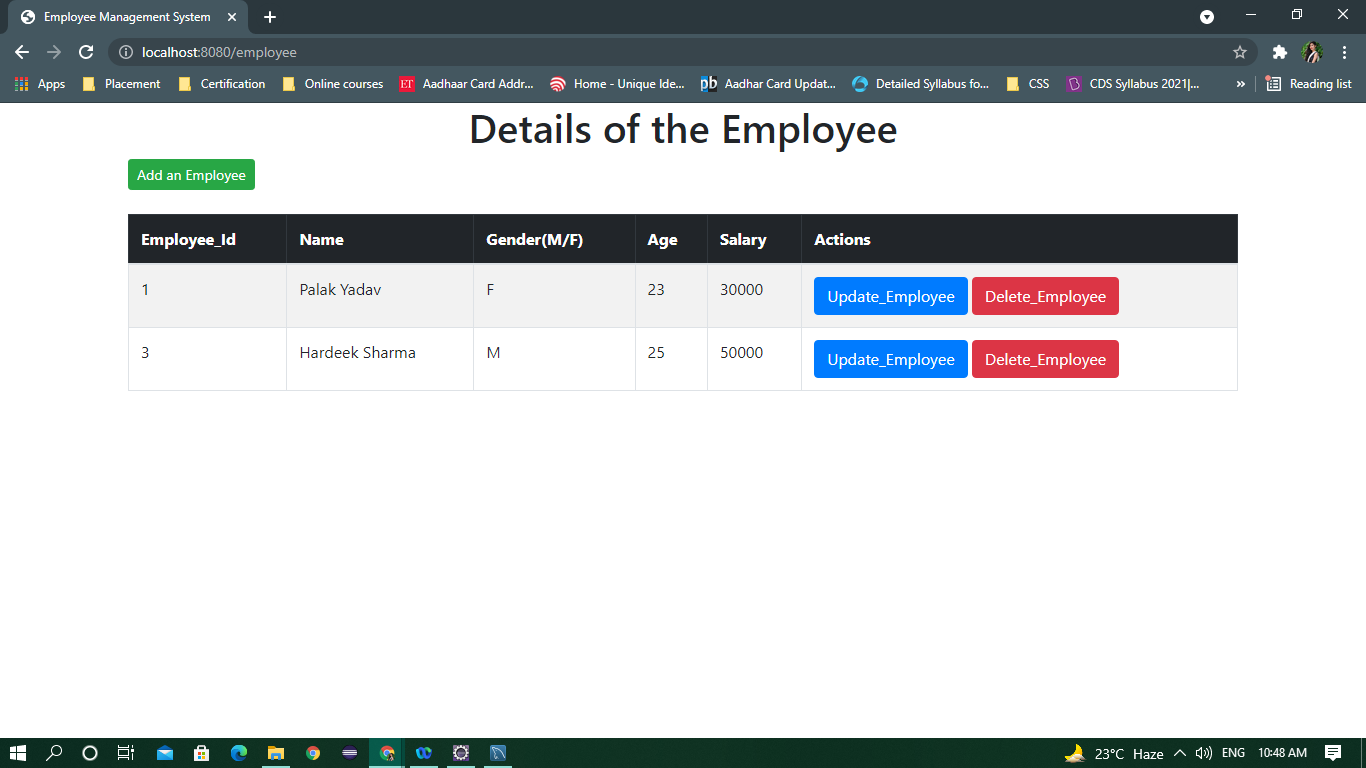 Employee Management System
localhost:8080/employee
Apps Placement Certification Online courses ET Aadhaar Card Addr... Home - Unique Ide... pb Aadhar Card Updat... Detailed Syllabus fo... CSS CDS Syllabus 2021|... » Reading list
Details of the Employee
Add an Employee
Employee_Id Name Gender(M/F) Age Salary Actions
1 Palak Yadav F 23 30000 Update_Employee Delete_Employee
3 Hardeek Sharma M 25 50000 Update_Employee Delete_Employee
23°C Haze ENG 10:48 AM